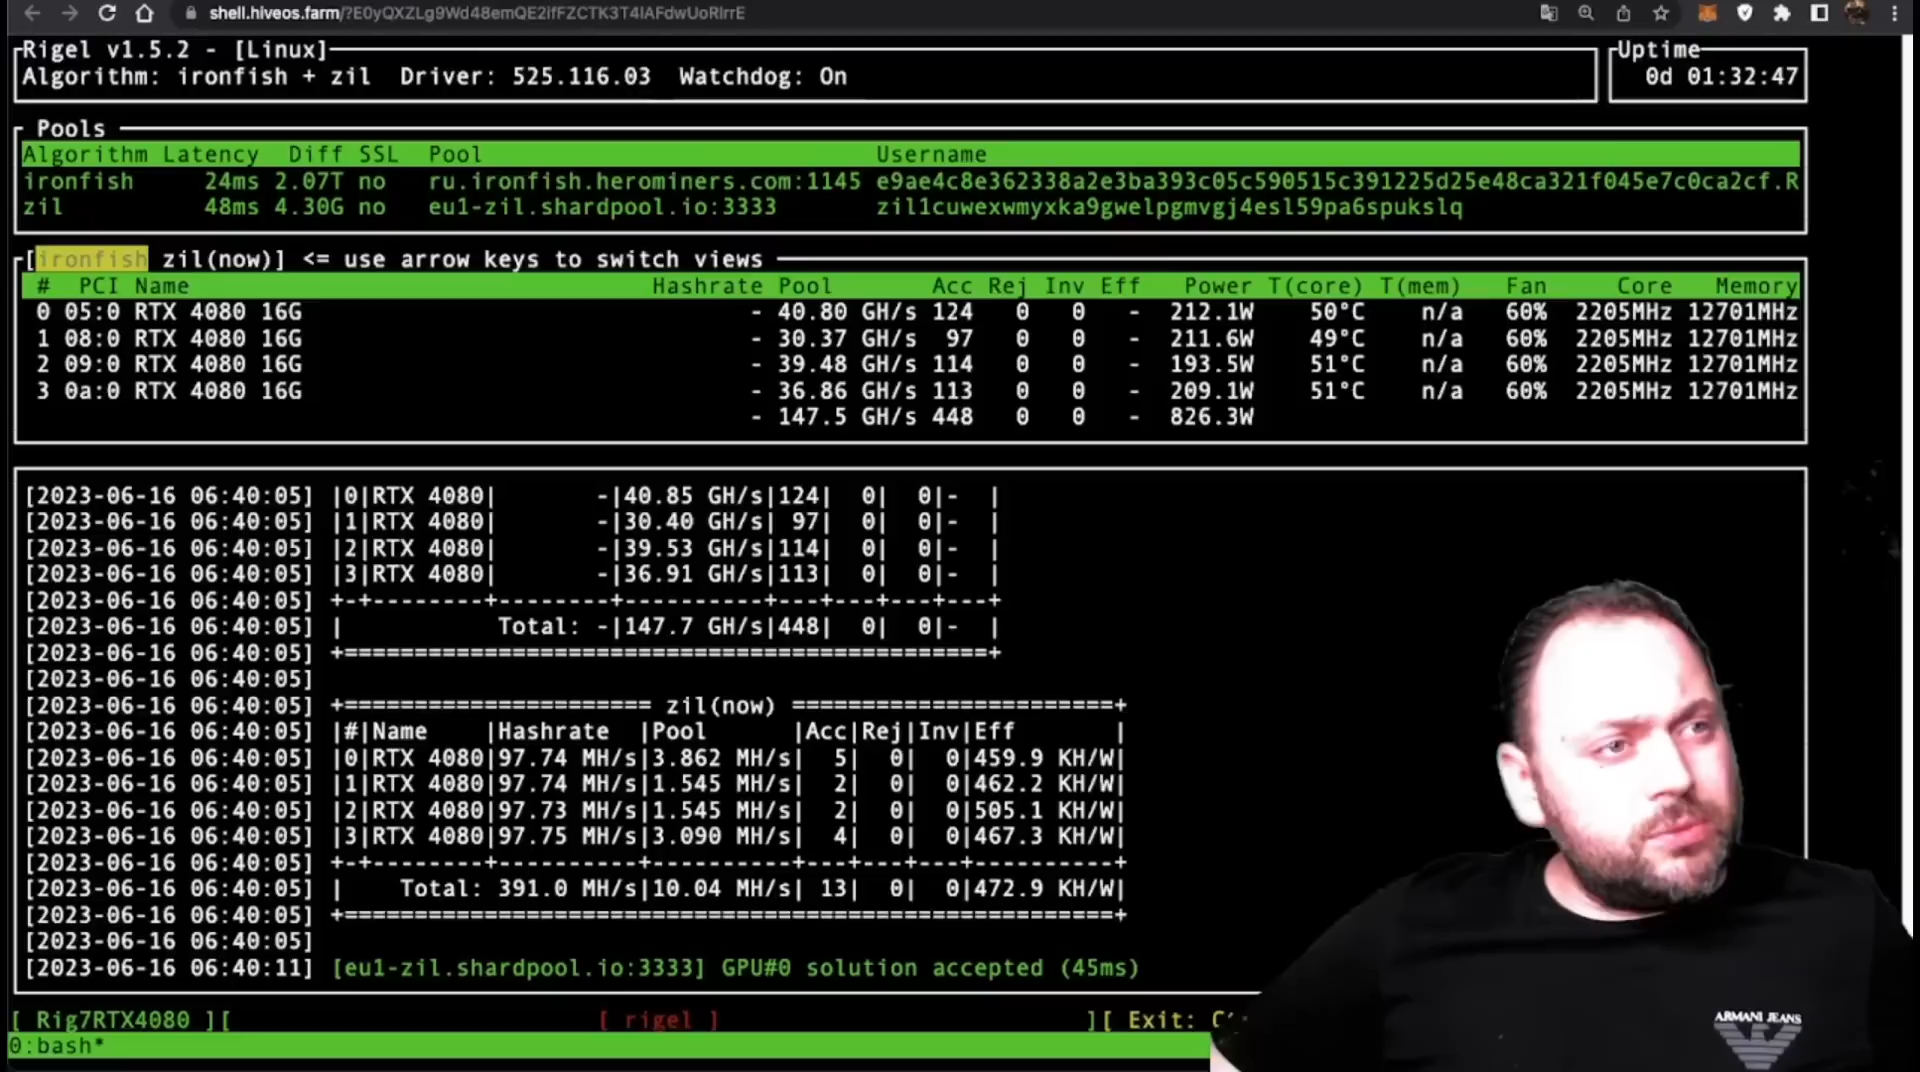 shell.hiveos.farm/?E0yQXZLg9Wd48emQE2ifFZCTK3T4IAFdwUoRIrrE
Rigel v1.5.2 - [Linux]
Uptime
Algorithm: ironfish + zil Driver: 525.116.03 Watchdog: On
0d 01:32:47
Pools
Algorithm Latency Diff SSL Pool Username
ironfish 24ms 2.07T no ru.ironfish.herominers.com:1145 e9ae4c8e362338a2e3ba393c05c590515c391225d25e48ca321f045e7c0ca2cf.R
zil 48ms 4.30G no eu1-zil.shardpool.io:3333 zil1cuwexwmyxka9gwelpgmvgj4esl59pa6spukslq
[ironfish zil(now)] <= use arrow keys to switch views
# PCI Name Hashrate Pool Acc Rej Inv Eff Power T(core) T(mem) Fan Core Memory
0 05:0 RTX 4080 16G - 40.80 GH/s 124 0 0 - 212.1W 50°C n/a 60% 2205MHz 12701MHz
1 08:0 RTX 4080 16G - 30.37 GH/s 97 0 0 - 211.6W 49°C n/a 60% 2205MHz 12701MHz
2 09:0 RTX 4080 16G - 39.48 GH/s 114 0 0 - 193.5W 51°C n/a 60% 2205MHz 12701MHz
3 0a:0 RTX 4080 16G - 36.86 GH/s 113 0 0 - 209.1W 51°C n/a 60% 2205MHz 12701MHz
- 147.5 GH/s 448 0 0 - 826.3W
[2023-06-16 06:40:05] |0|RTX 4080| -|40.85 GH/s|124| 0| 0|- |
[2023-06-16 06:40:05] |1|RTX 4080| -|30.40 GH/s| 97| 0| 0|- |
[2023-06-16 06:40:05] |2|RTX 4080| -|39.53 GH/s|114| 0| 0|- |
[2023-06-16 06:40:05] |3|RTX 4080| -|36.91 GH/s|113| 0| 0|- |
[2023-06-16 06:40:05] +-+--------+--------+----------+---+---+---+---+
[2023-06-16 06:40:05] | Total: -|147.7 GH/s|448| 0| 0|- |
[2023-06-16 06:40:05] +==============================================+
[2023-06-16 06:40:05]
[2023-06-16 06:40:05] +====================== zil(now) =======================+
[2023-06-16 06:40:05] |#|Name |Hashrate |Pool |Acc|Rej|Inv|Eff |
[2023-06-16 06:40:05] |0|RTX 4080|97.74 MH/s|3.862 MH/s| 5| 0| 0|459.9 KH/W|
[2023-06-16 06:40:05] |1|RTX 4080|97.74 MH/s|1.545 MH/s| 2| 0| 0|462.2 KH/W|
[2023-06-16 06:40:05] |2|RTX 4080|97.73 MH/s|1.545 MH/s| 2| 0| 0|505.1 KH/W|
[2023-06-16 06:40:05] |3|RTX 4080|97.75 MH/s|3.090 MH/s| 4| 0| 0|467.3 KH/W|
[2023-06-16 06:40:05] +-+--------+----------+----------+---+---+---+----------+
[2023-06-16 06:40:05] | Total: 391.0 MH/s|10.04 MH/s| 13| 0| 0|472.9 KH/W|
[2023-06-16 06:40:05] +=======================================================+
[2023-06-16 06:40:05]
[2023-06-16 06:40:11] [eu1-zil.shardpool.io:3333] GPU#0 solution accepted (45ms)
[ Rig7RTX4080 ][ [ rigel ] ][ Exit:
0:bash*
ARMANI JEANS